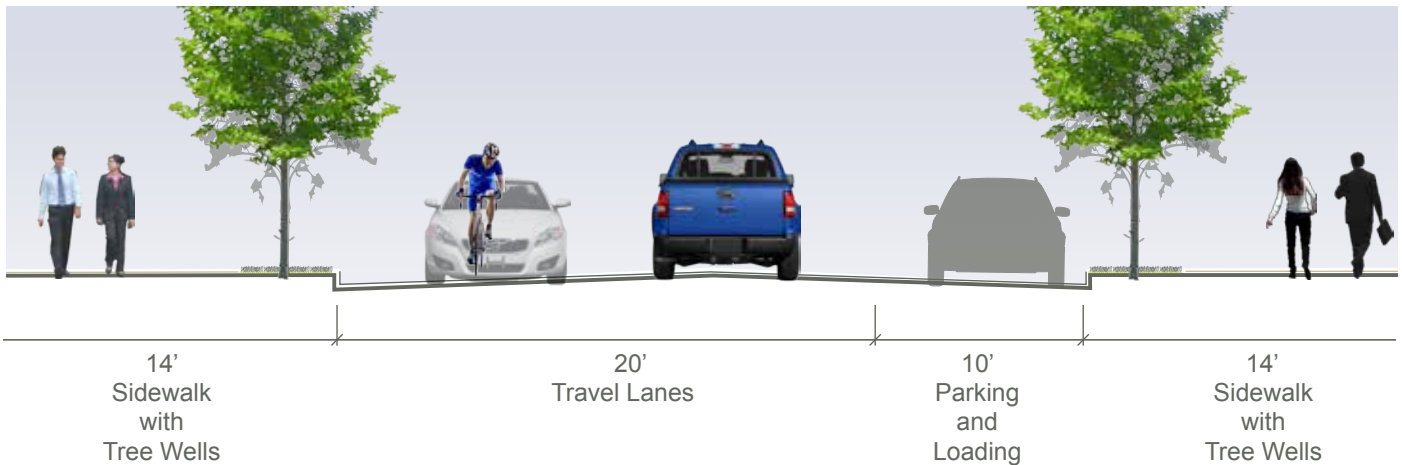 14’
Sidewalk
with
Tree Wells
20’
Travel Lanes
10’
Parking
and
Loading
14’
Sidewalk
with
Tree Wells